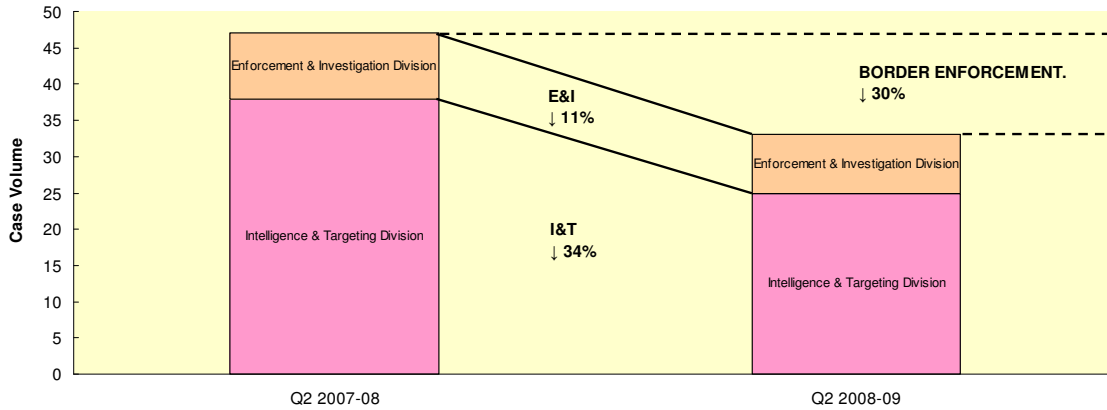 Case Volume
50
45
40
35
30
25
20
15
10
5
0
Enforcement & Investigation Division
Intelligence & Targeting Division
E&I
↓ 11%
I&T
↓ 34%
BORDER ENFORCEMENT.
↓ 30%
Enforcement & Investigation Division
Intelligence & Targeting Division
Q2 2007-08
Q2 2008-09